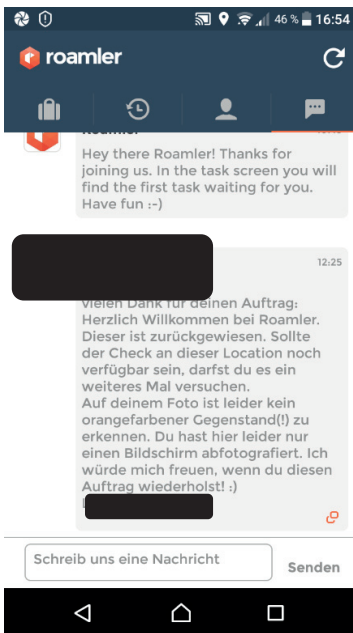 46 % 16:54
roamler
Hey there Roamler! Thanks for
joining us. In the task screen you will
find the first task waiting for you.
Have fun :-)
12:25
vielen Dank für deinen Auftrag:
Herzlich Willkommen bei Roamler.
Dieser ist zurückgewiesen. Sollte
der Check an dieser Location noch
verfügbar sein, darfst du es ein
weiteres Mal versuchen.
Auf deinem Foto ist leider kein
orangefarbener Gegenstand(!) zu
erkennen. Du hast hier leider nur
einen Bildschirm abfotografiert. Ich
würde mich freuen, wenn du diesen
Auftrag wiederholst! :)
Schreib uns eine Nachricht
Senden